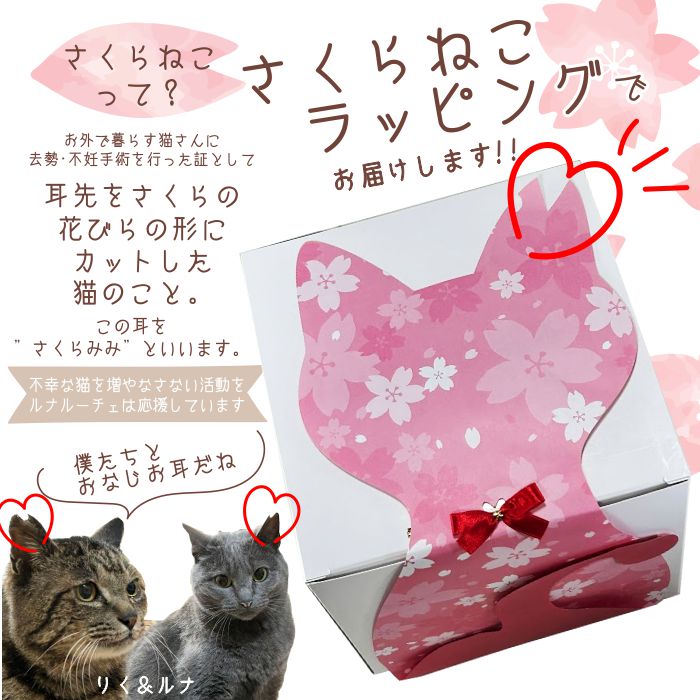 さくらねこ
って？
さくらねこ
ラッピングで
お届けします!!
お外で暮らす猫さんに
去勢・不妊手術を行った証として
耳先をさくらの
花びらの形に
カットした
猫のこと。
この耳を
”さくらみみ”といいます。
不幸な猫を増やなさない活動を
ルナルーチェは応援しています
僕たちと
おなじお耳だね
りく&ルナ